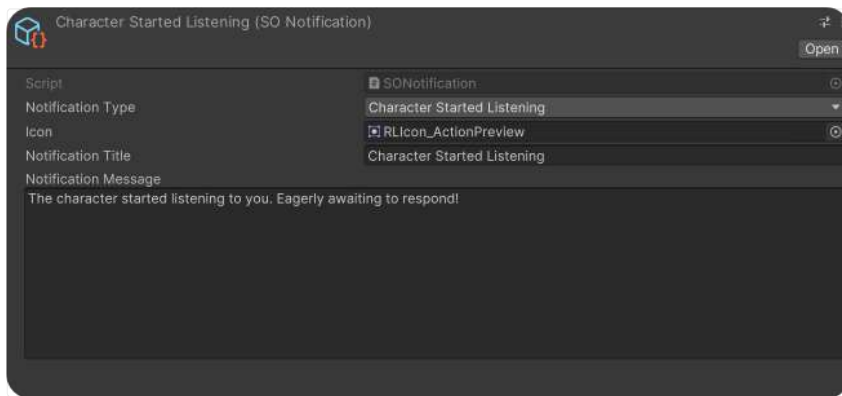 Character Started Listening (SO Notification)
Open
Script SONotification
Notification Type Character Started Listening
Icon RLIcon_ActionPreview
Notification Title Character Started Listening
Notification Message
The character started listening to you. Eagerly awaiting to respond!